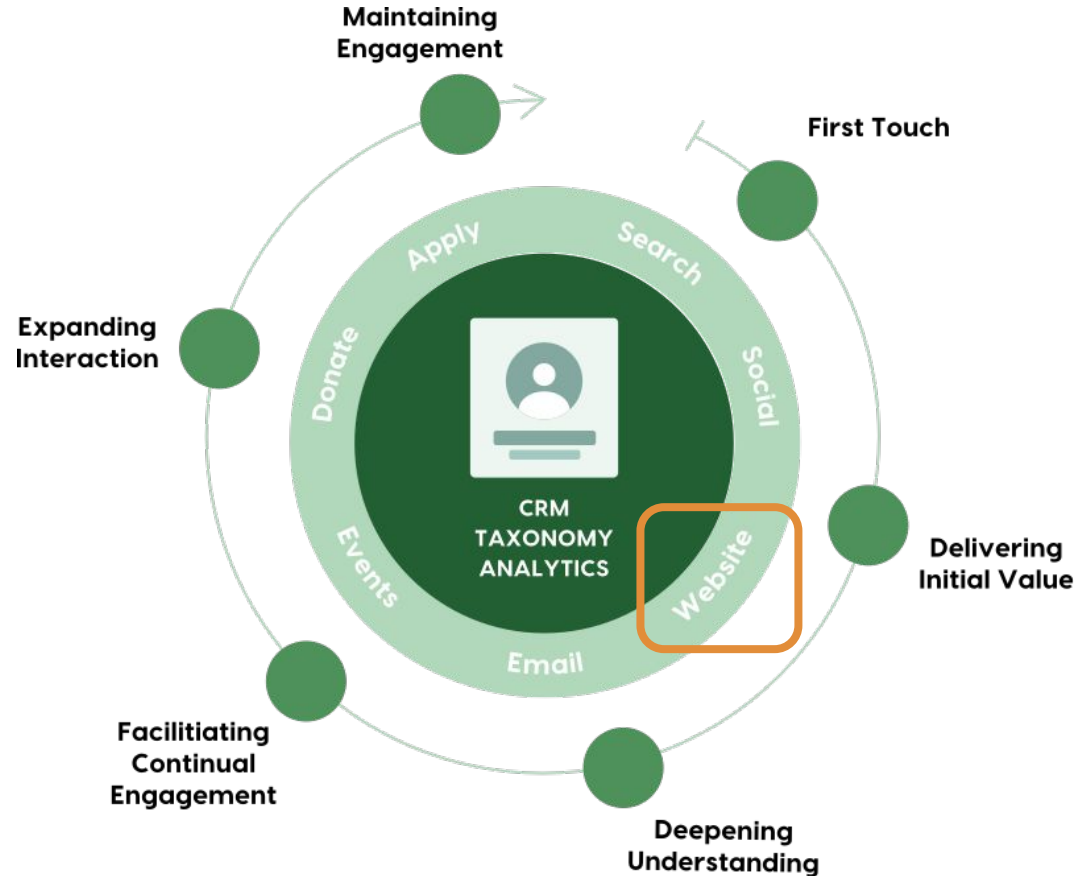 Maintaining
Engagement
First Touch
Search
Apply
Expanding
Interaction
Donate
Social
CRM
TAXONOMY
ANALYTICS
Website
Events
Email
Delivering
Initial Value
Facilitiating
Continual
Engagement
Deepening
Understanding